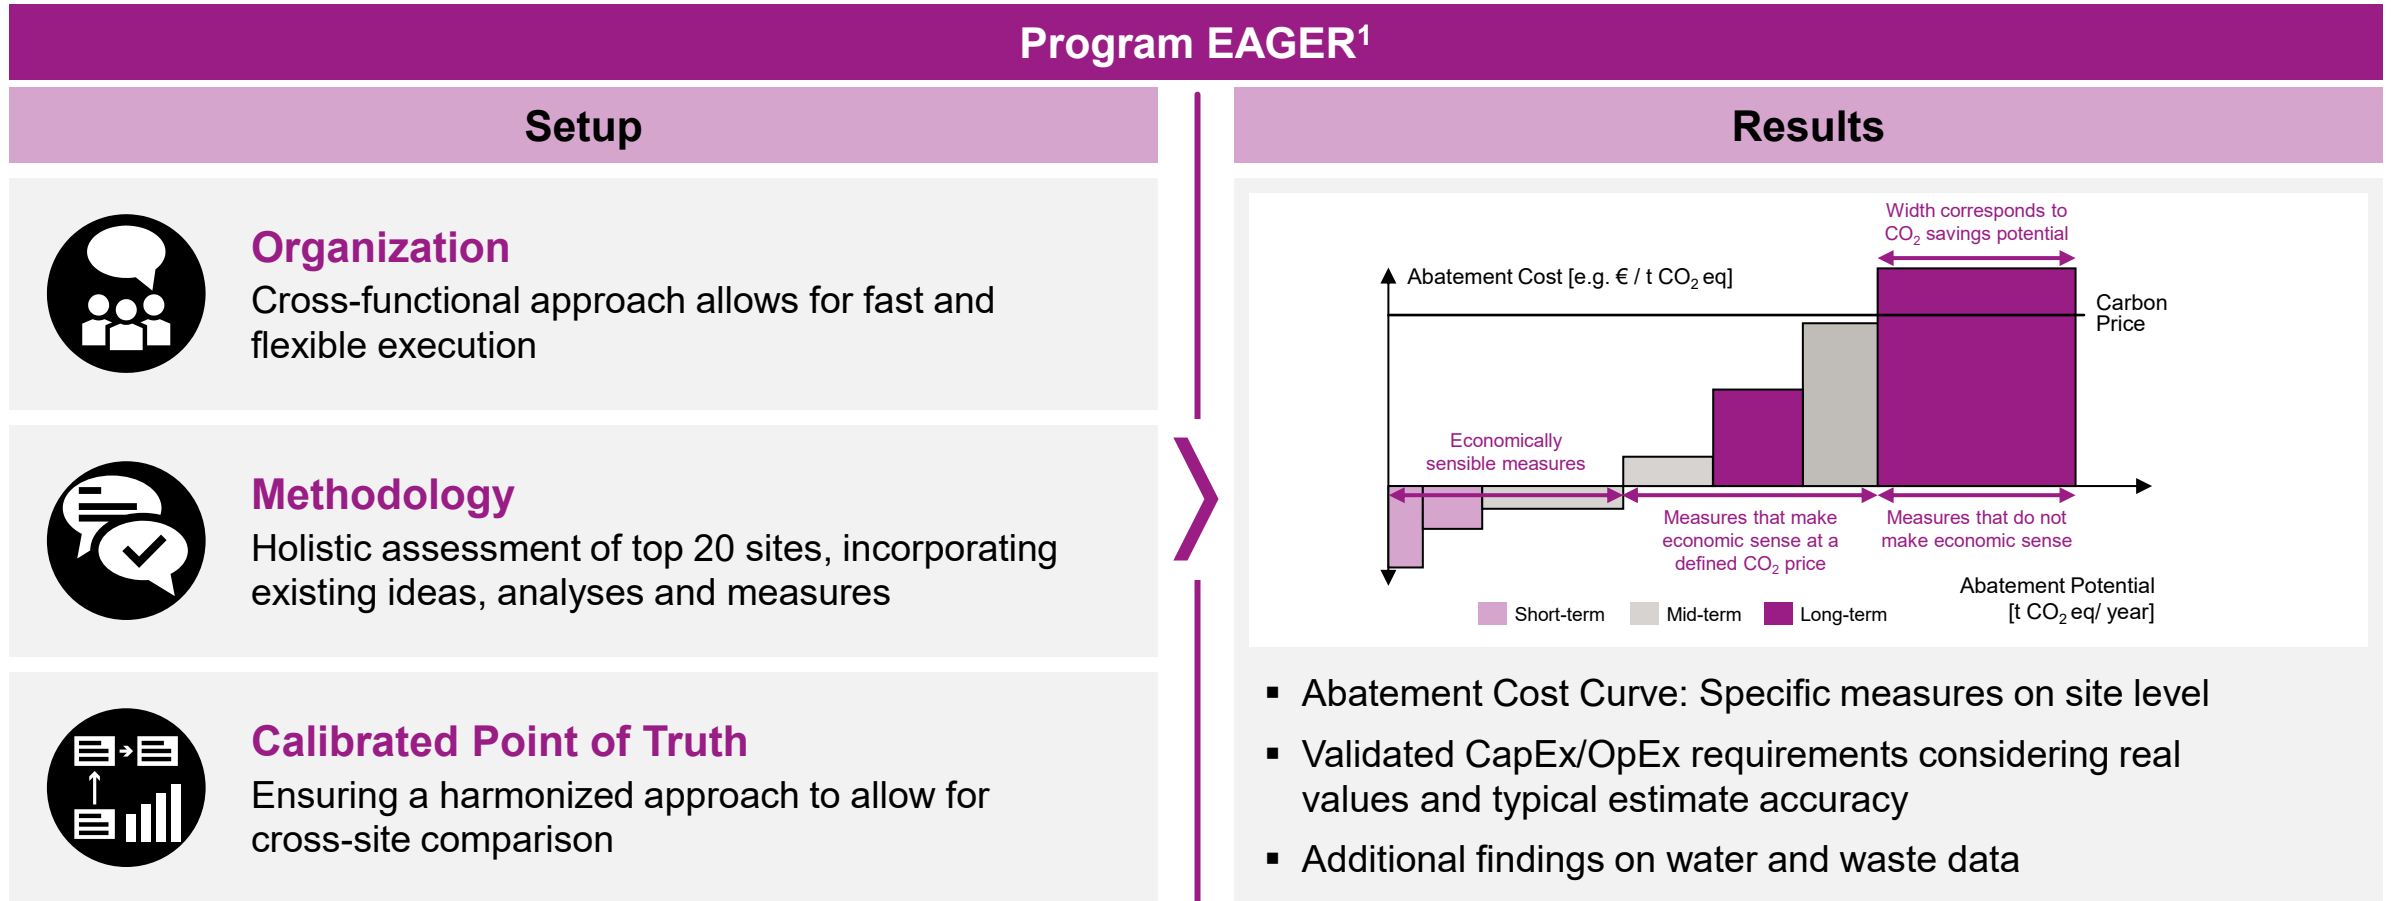 Program EAGER¹
Setup
Organization
Cross-functional approach allows for fast and
flexible execution
Methodology
Holistic assessment of top 20 sites, incorporating
existing ideas, analyses and measures
Calibrated Point of Truth
Ensuring a harmonized approach to allow for
cross-site comparison
Results
Width corresponds to
CO₂ savings potential
Abatement Cost [e.g. € / t CO₂ eq]
Carbon
Price
Economically
sensible measures
Measures that make
economic sense at a
defined CO₂ price
Measures that do not
make economic sense
Abatement Potential
[t CO₂ eq/ year]
Short-term
Mid-term
Long-term
▪ Abatement Cost Curve: Specific measures on site level
▪ Validated CapEx/OpEx requirements considering real
values and typical estimate accuracy
▪ Additional findings on water and waste data